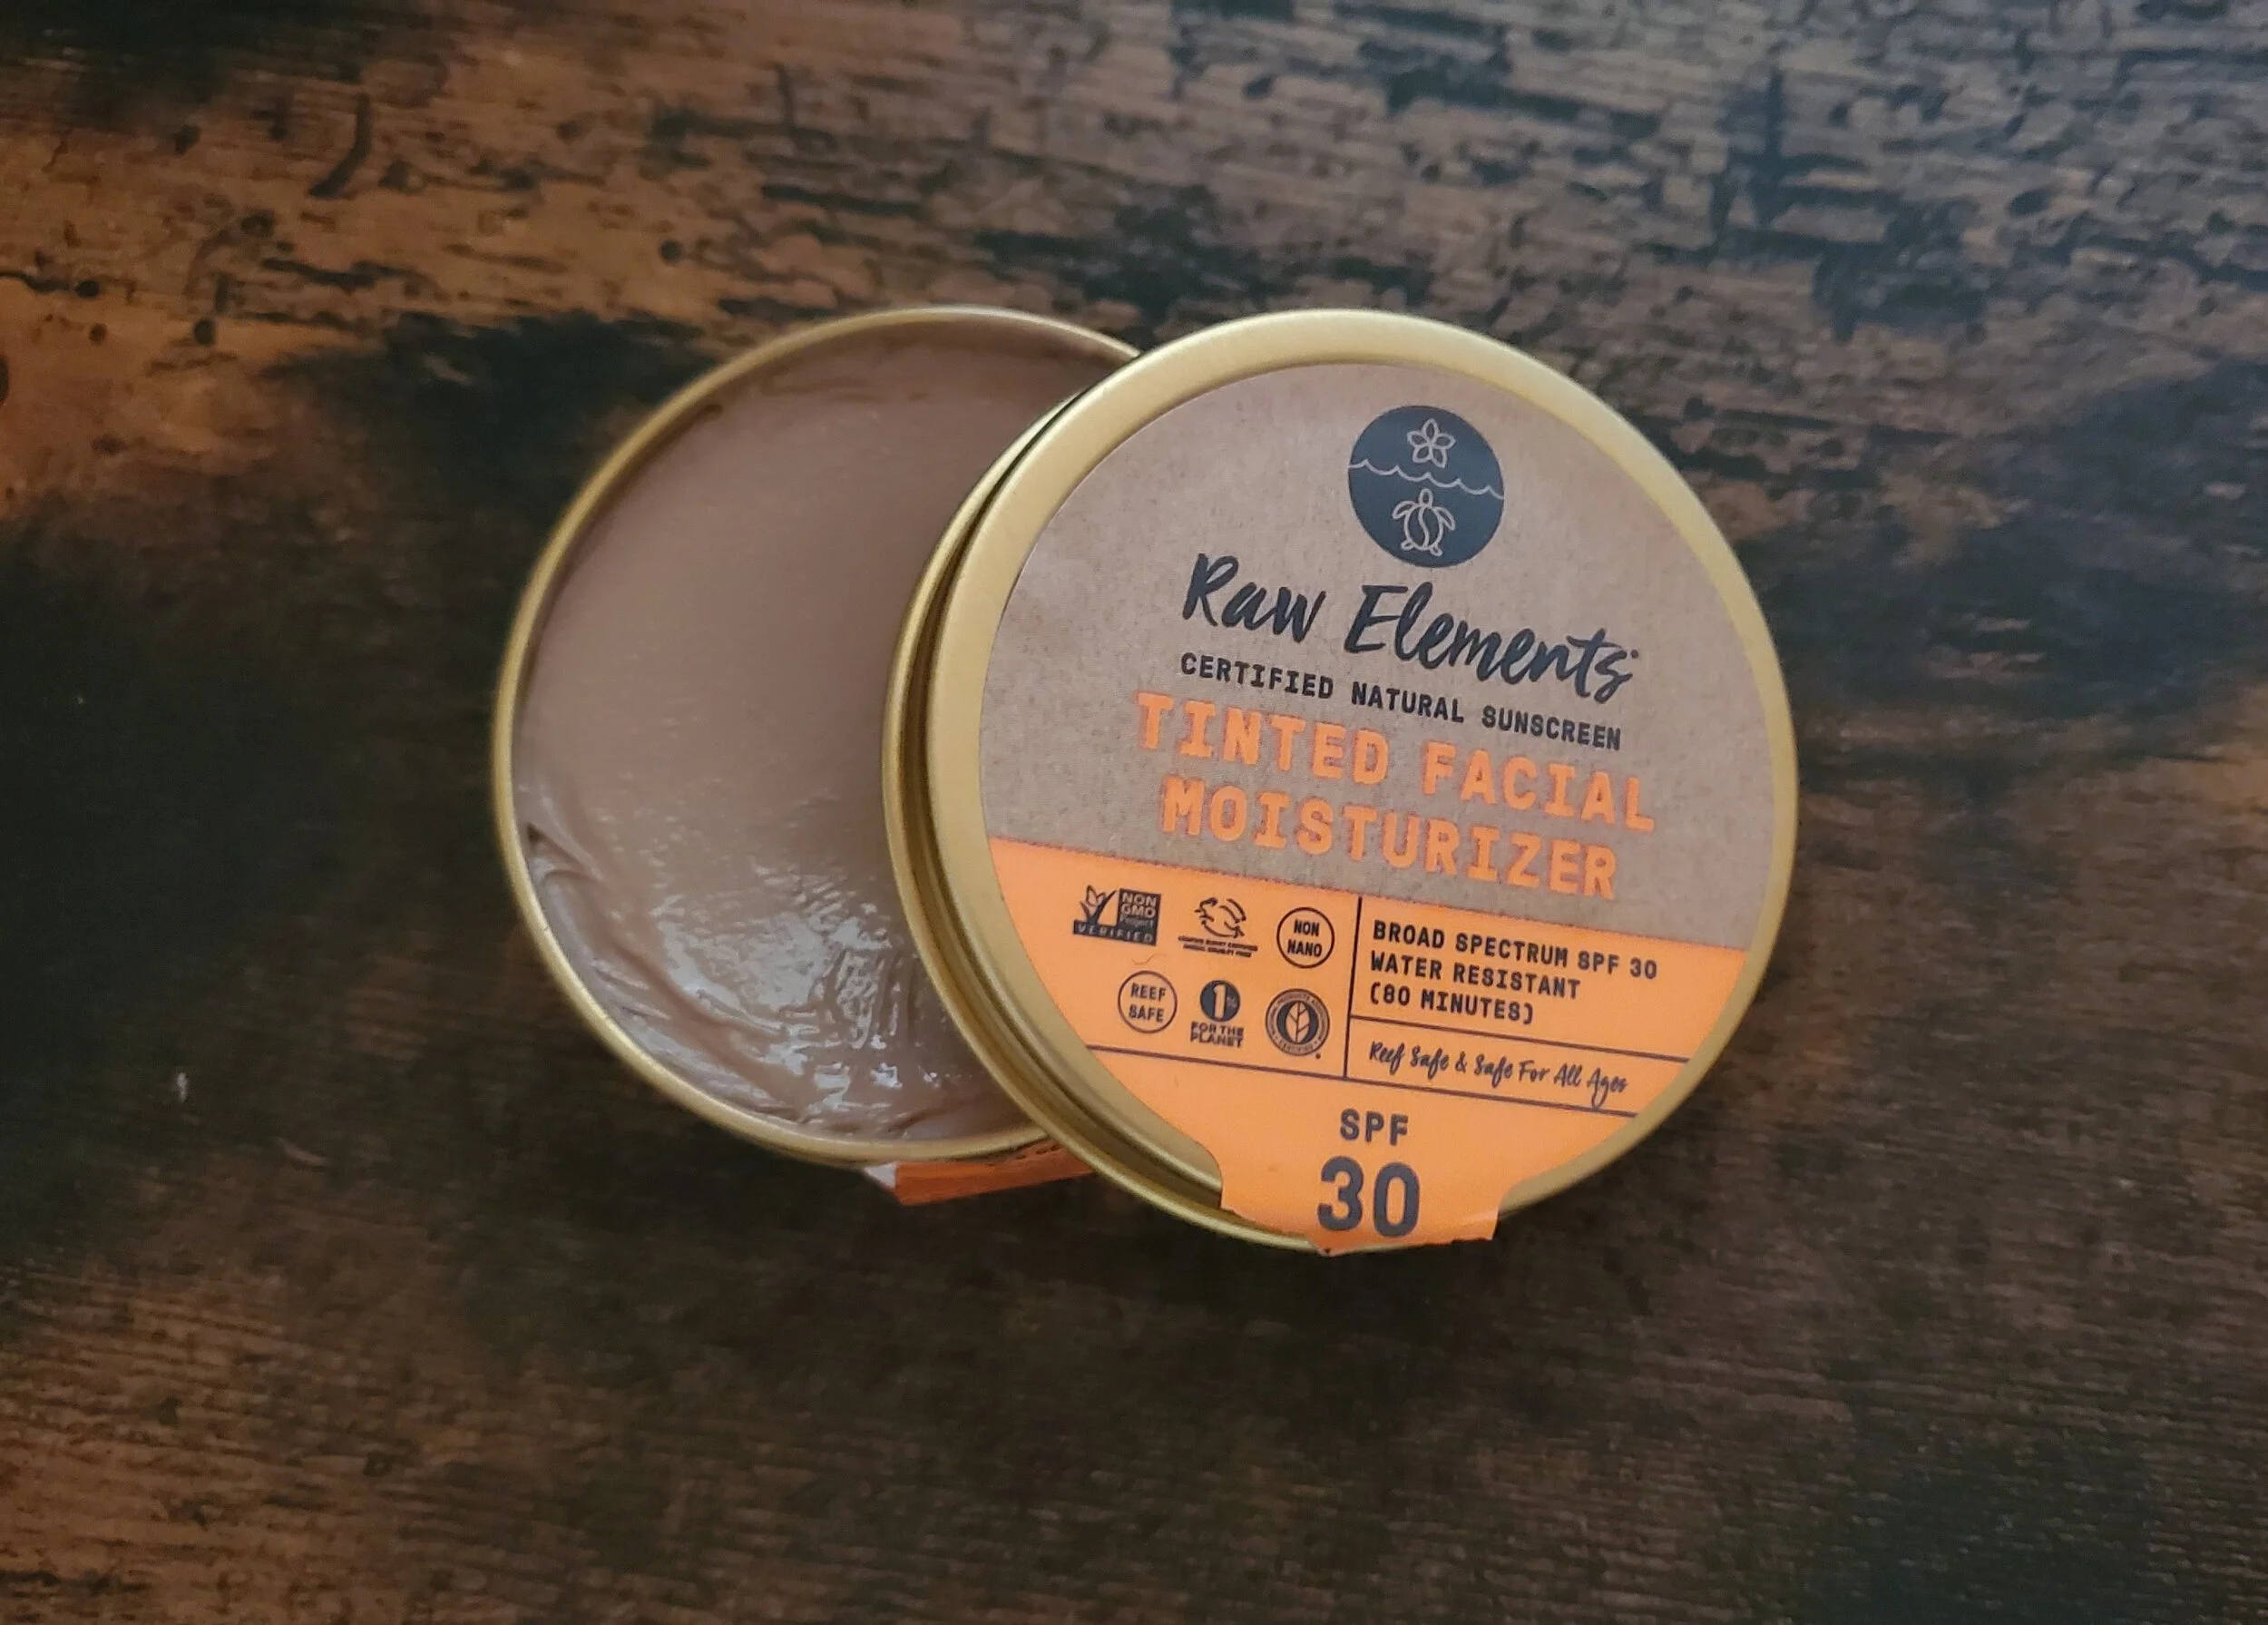 Raw Elements
CERTIFIED NATURAL SUNSCREEN
TINTED FACIAL
MOISTURIZER
NON
GMO
Project
VERIFIED
NON
NANO
REEF
SAFE
1%
FOR THE
PLANET
BROAD SPECTRUM SPF 30
WATER RESISTANT
(80 MINUTES)
Reef Safe & Safe For All Ages
SPF
30